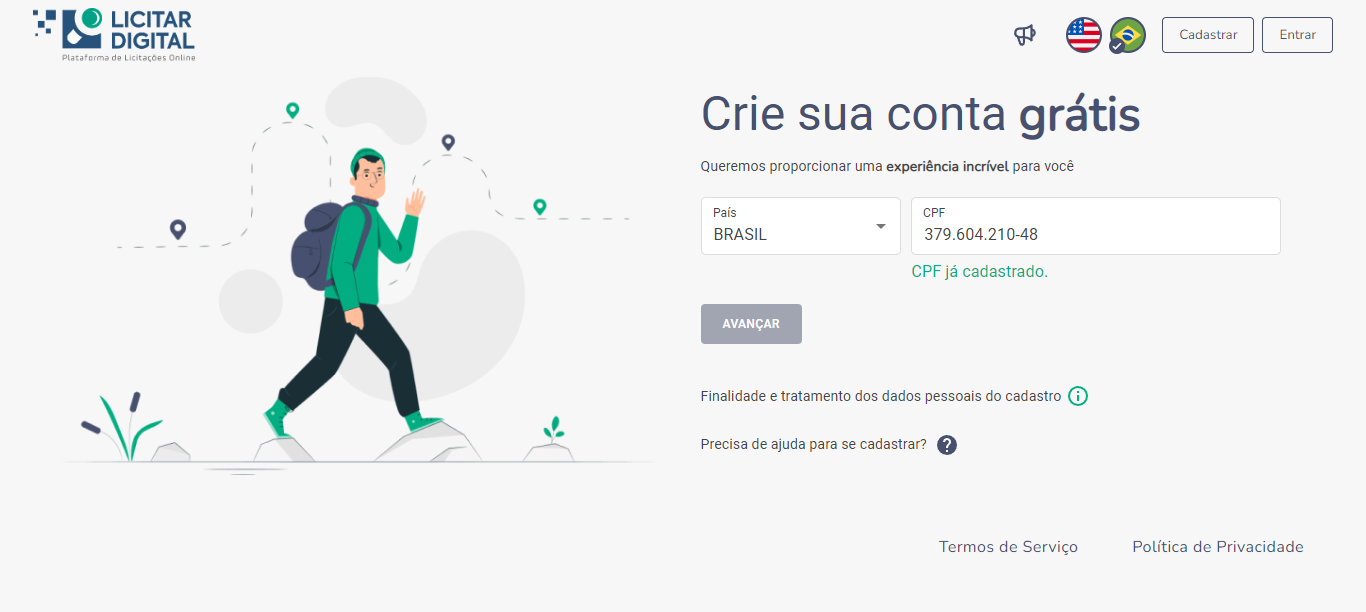 LICITAR
DIGITAL
Plataforma de Licitações Online
Cadastrar
Entrar
Crie sua conta grátis
Queremos proporcionar uma experiência incrível para você
País
BRASIL
CPF
379.604.210-48
CPF já cadastrado.
AVANÇAR
Finalidade e tratamento dos dados pessoais do cadastro
Precisa de ajuda para se cadastrar?
Termos de Serviço
Política de Privacidade